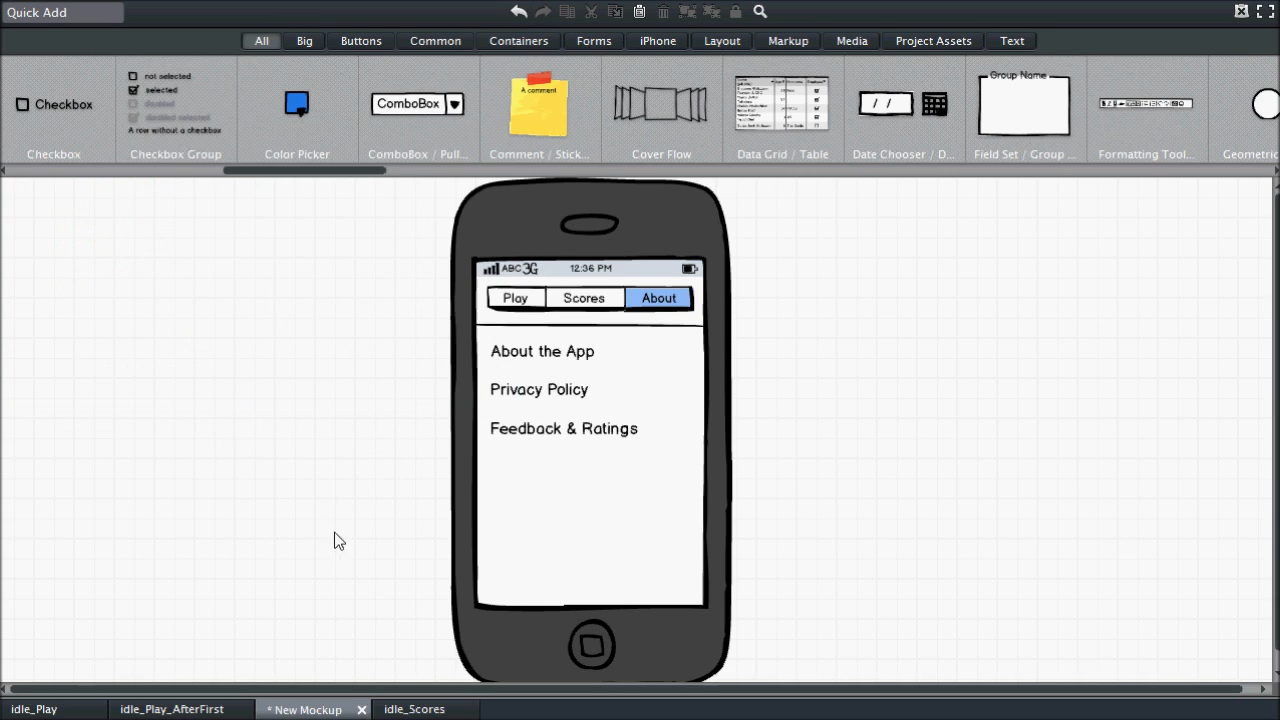 Quick Add
All Big Buttons Common Containers Forms iPhone Layout Markup Media Project Assets Text
Checkbox
not selected
selected
disabled
disabled selected
A row without a checkbox
ComboBox
A comment
/ /
Group Name
Checkbox Checkbox Group Color Picker ComboBox / Pull... Comment / Stick... Cover Flow Data Grid / Table Date Chooser / D... Field Set / Group ... Formatting Tool... Geometric
ABC 3G 12:36 PM
Play Scores About
About the App
Privacy Policy
Feedback & Ratings
idle_Play idle_Play_AfterFirst * New Mockup idle_Scores